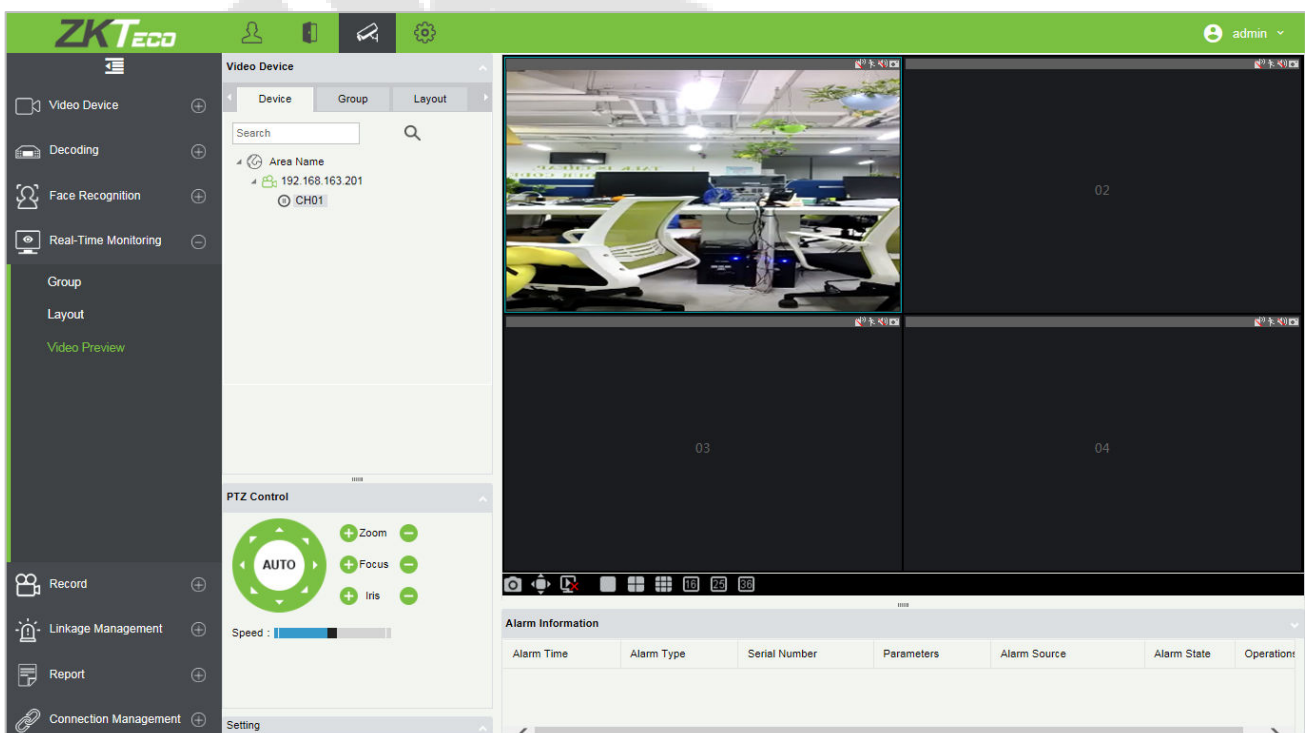 ZKTECO
admin
Video Device
Decoding
Face Recognition
Real-Time Monitoring
Group
Layout
Video Preview
Record
Linkage Management
Report
Connection Management
Video Device
Device Group Layout
Search
Area Name
192.168.163.201
CH01
PTZ Control
AUTO
Zoom
Focus
Iris
Speed :
Setting
02
03
04
16 25 36
Alarm Information
Alarm Time Alarm Type Serial Number Parameters Alarm Source Alarm State Operations